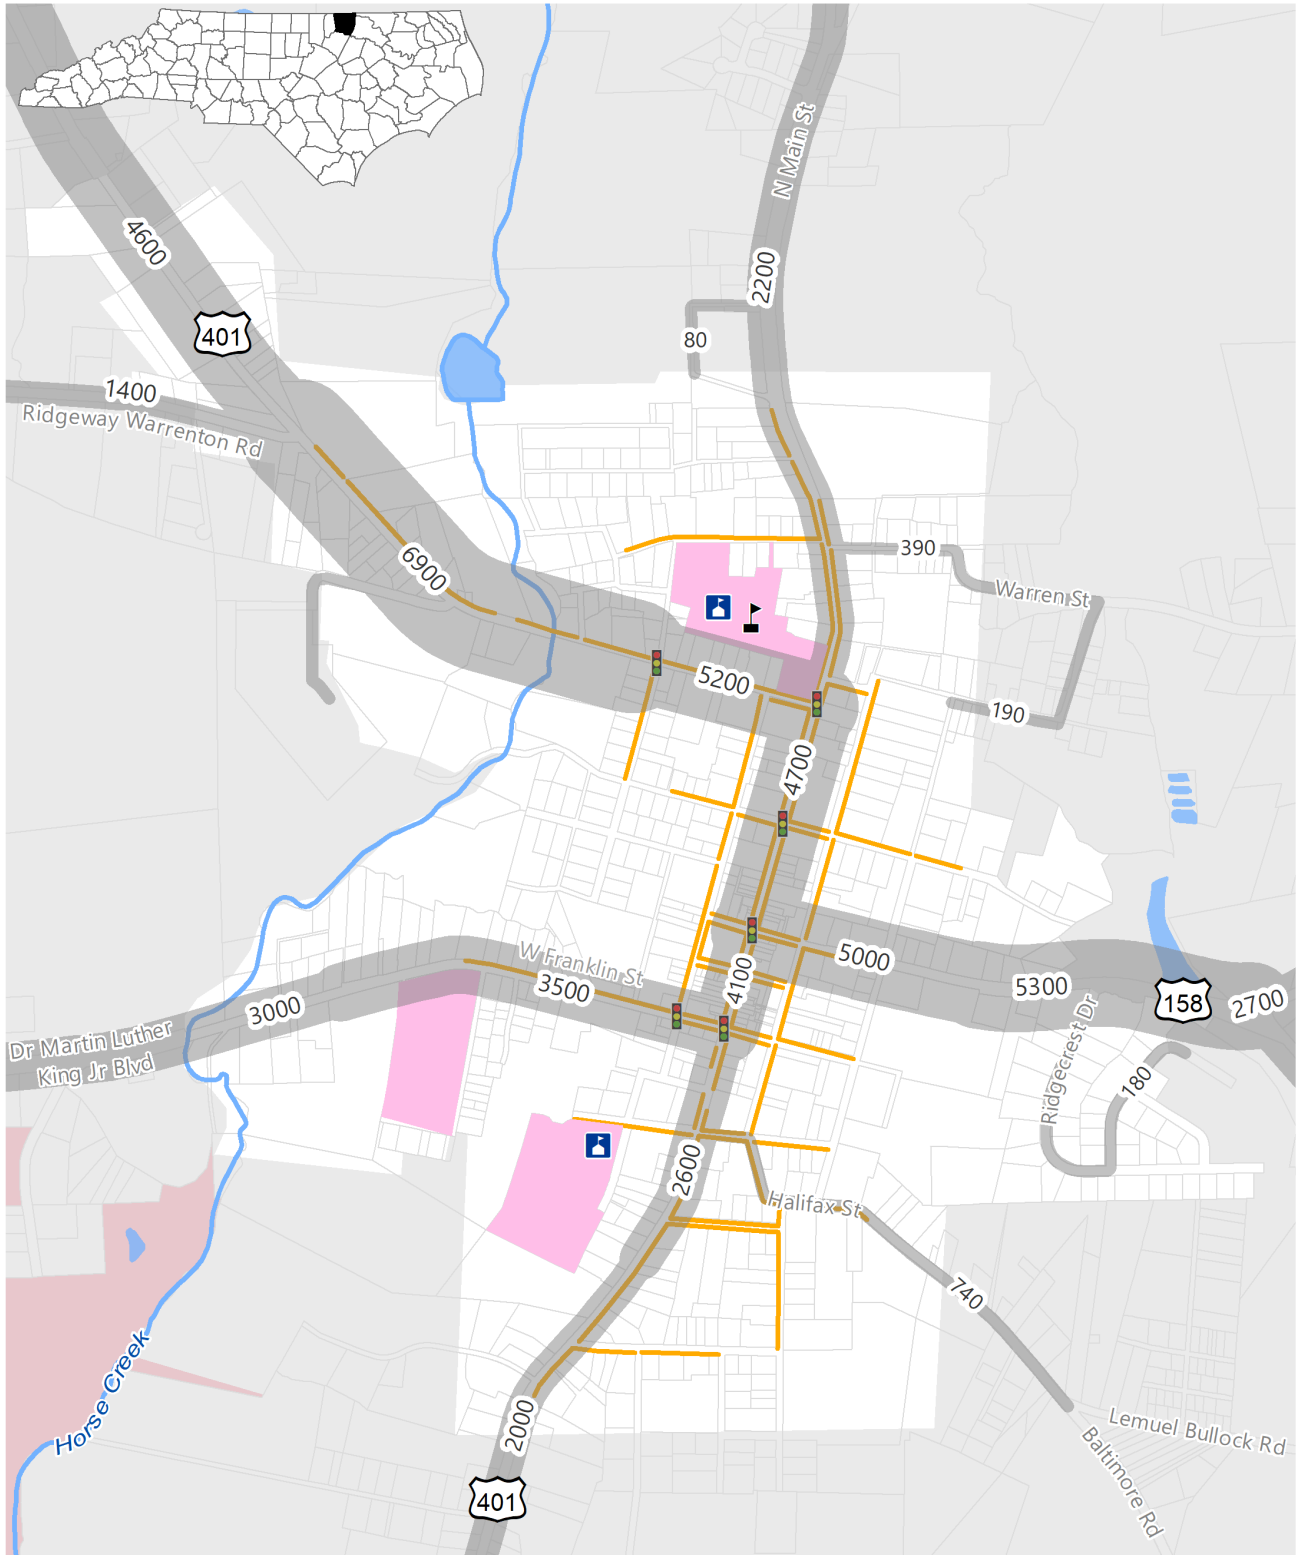 N Main St
4600
2200
401
80
1400
Ridgeway Warrenton Rd
6900
390
Warren St
5200
190
4700
W Franklin St
5000
4100
3500
5300
158
2700
3000
Dr Martin Luther
King Jr Blvd
Ridgecrest Dr
180
2600
Halifax St
740
Horse Creek
2000
Lemuel Bullock Rd
Baltimore Rd
401